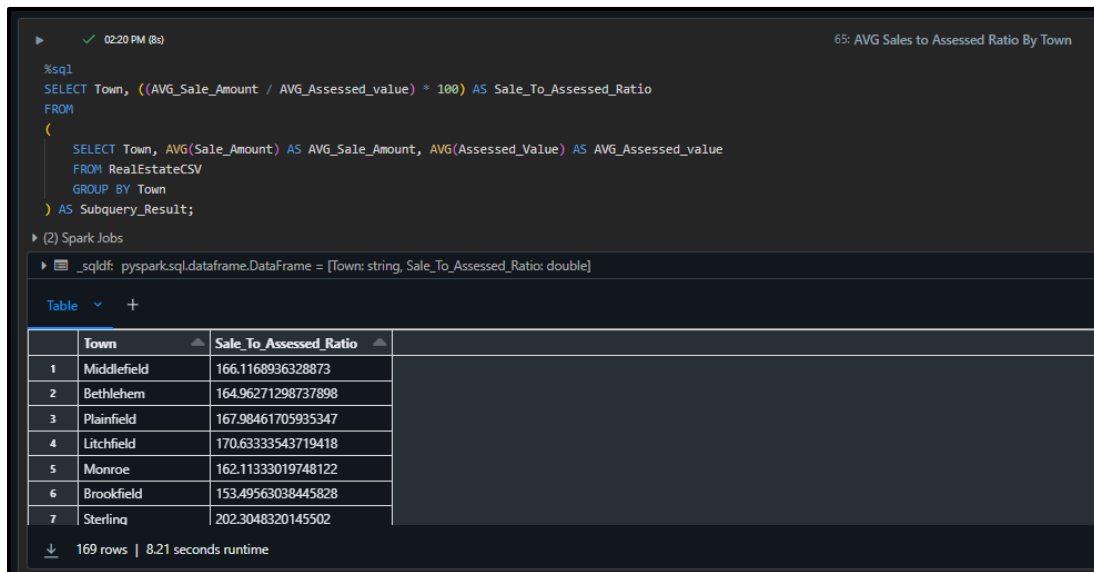 02:20 PM (8s)
65: AVG Sales to Assessed Ratio By Town
%sql
SELECT Town, ((AVG_Sale_Amount / AVG_Assessed_value) * 100) AS Sale_To_Assessed_Ratio
FROM
(
SELECT Town, AVG(Sale_Amount) AS AVG_Sale_Amount, AVG(Assessed_Value) AS AVG_Assessed_value
FROM RealEstateCSV
GROUP BY Town
) AS Subquery_Result;
(2) Spark Jobs
_sqldf: pyspark.sql.dataframe.DataFrame = [Town: string, Sale_To_Assessed_Ratio: double]
Table +
Town Sale_To_Assessed_Ratio
1 Middlefield 166.1168936328873
2 Bethlehem 164.96271298737898
3 Plainfield 167.98461705935347
4 Litchfield 170.63333543719418
5 Monroe 162.11333019748122
6 Brookfield 153.49563038445828
7 Sterling 202.3048320145502
169 rows | 8.21 seconds runtime